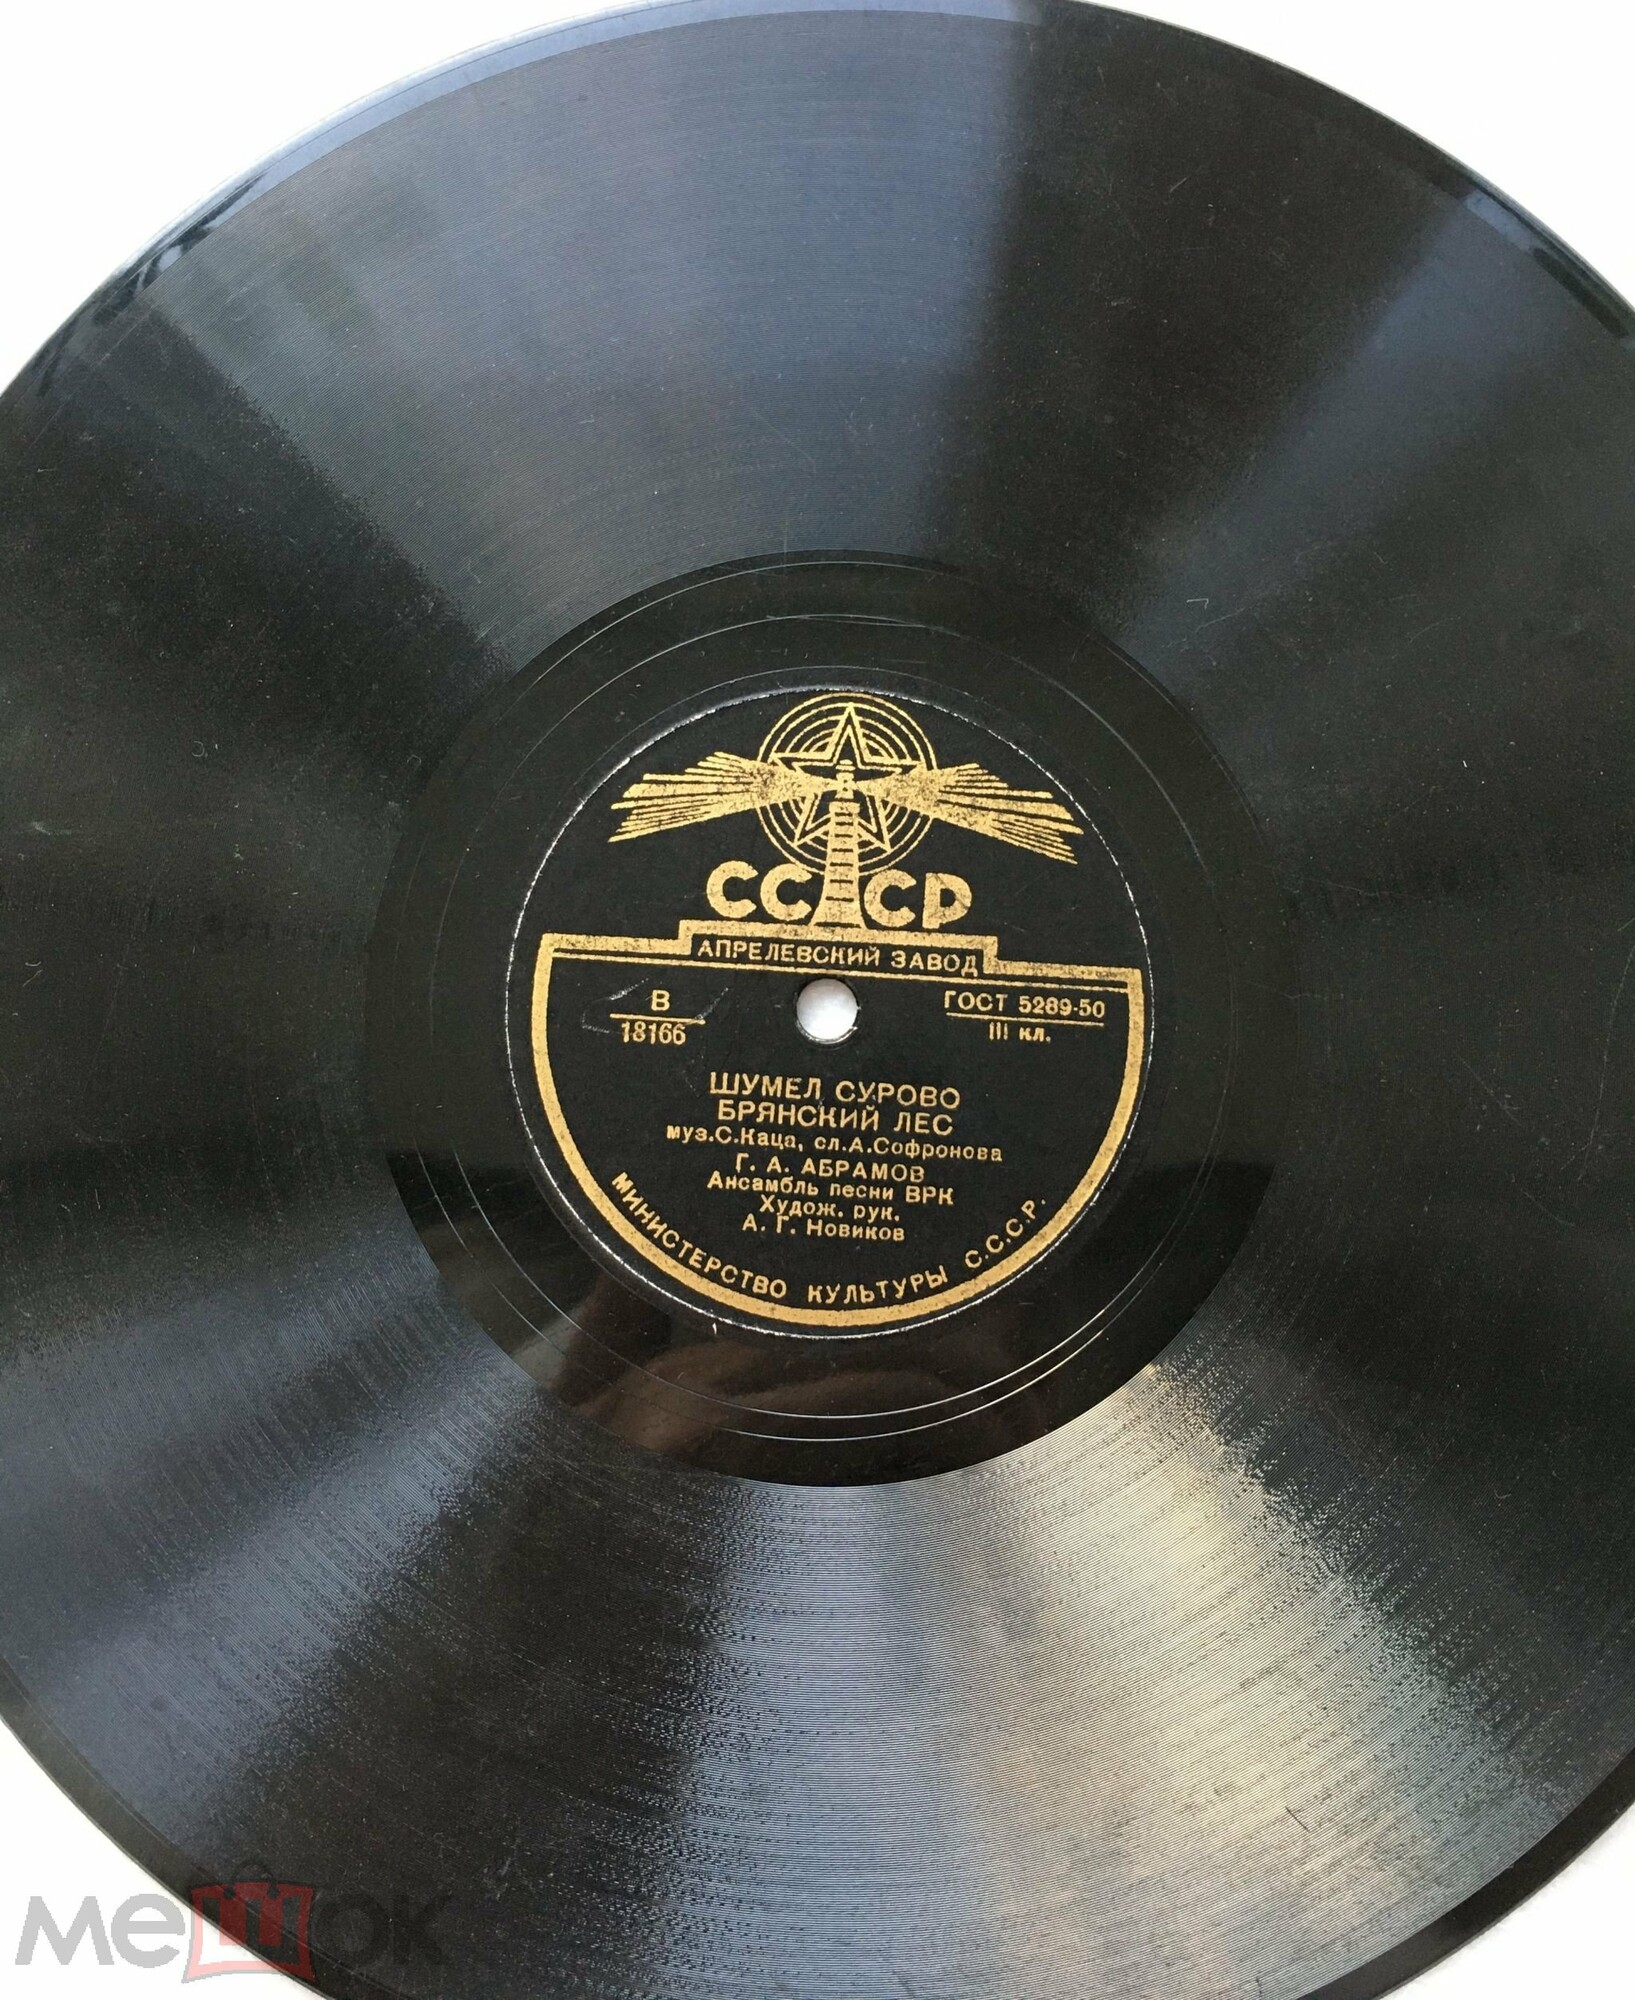 СССР
АПРЕЛЕВСКИЙ ЗАВОД
В
18166
ГОСТ 5289-50
III кл.
ШУМЕЛ СУРОВО
БРЯНСКИЙ ЛЕС
муз.С.Каца, сл.А.Софронова
Г. А. АБРАМОВ
Ансамбль песни ВРК
Худож. рук.
А. Г. Новиков
МИНИСТЕРСТВО КУЛЬТУРЫ С.С.С.Р.
мешок